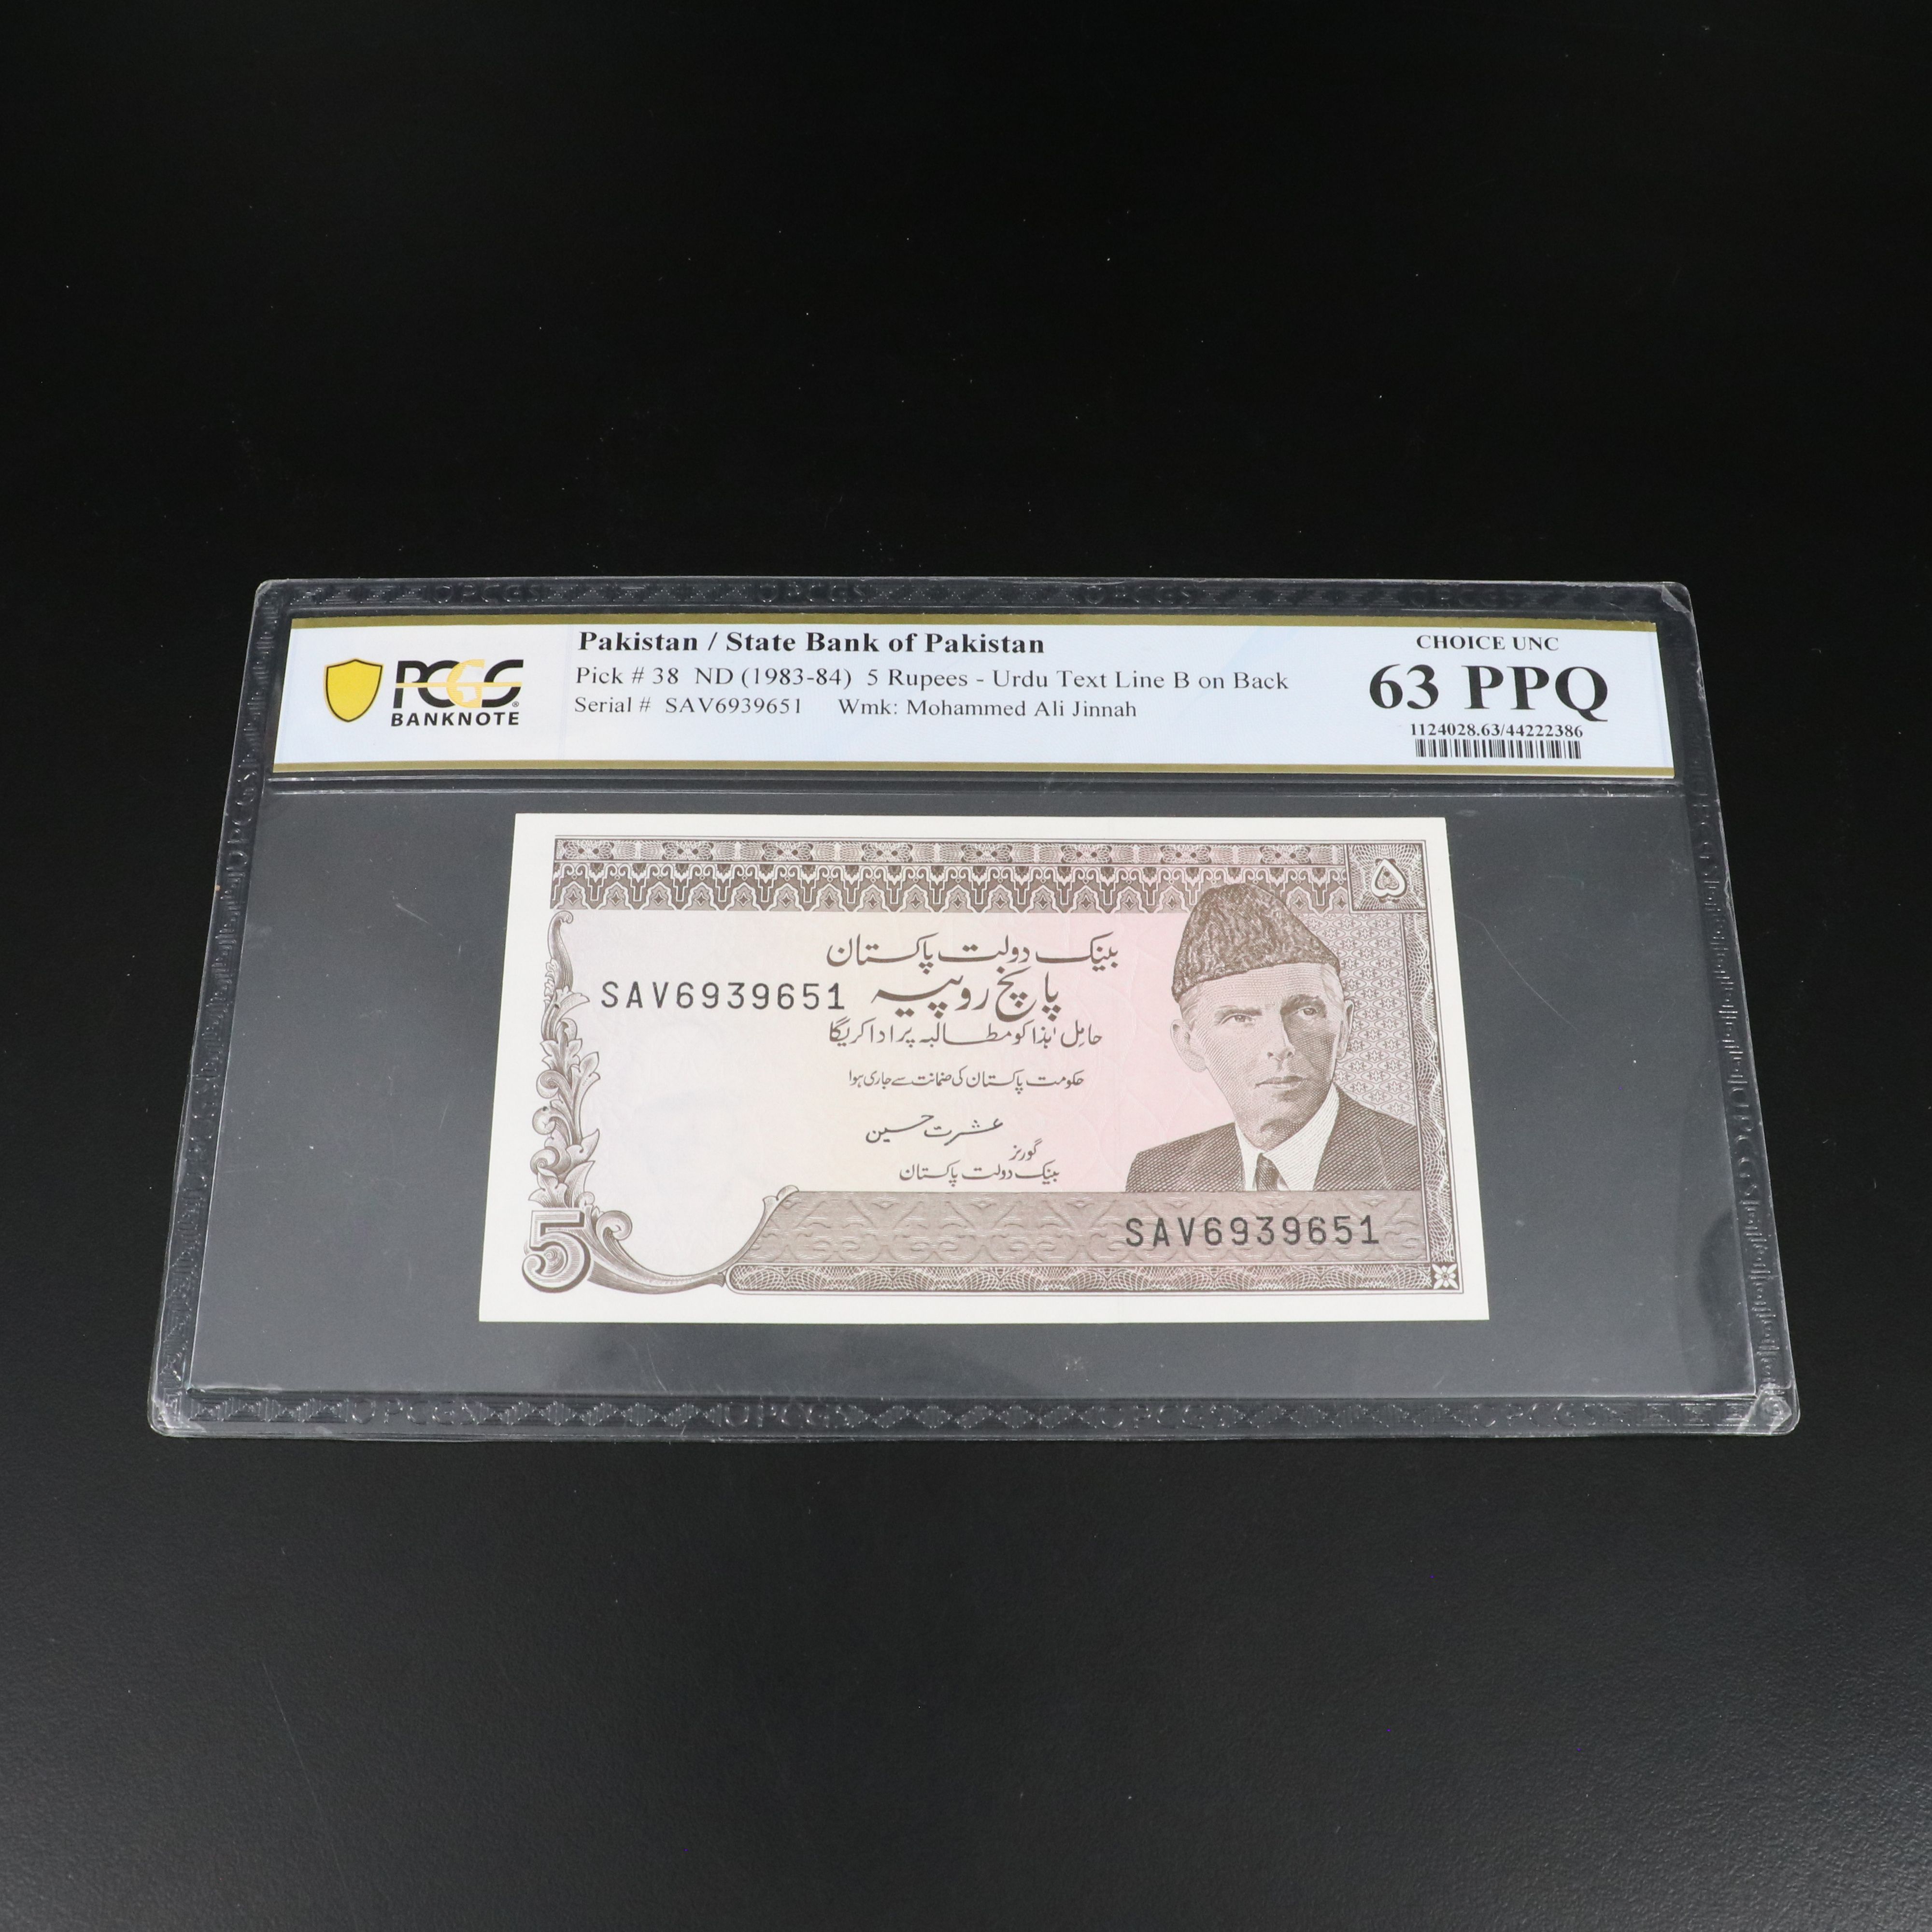 PCGS
BANKNOTE
Pakistan / State Bank of Pakistan
Pick # 38 ND (1983-84) 5 Rupees - Urdu Text Line B on Back
Serial # SAV6939651 Wmk: Mohammed Ali Jinnah
CHOICE UNC
63 PPQ
1124028.63/44222386
۵
بینک دولت پاکستان
پانچ روپیہ
SAV6939651
حامل ہٰذا کو مطالبہ پر ادا کریگا
حکومت پاکستان کی ضمانت سے جاری ہوا
عشرت حسین
گورنر
بینک دولت پاکستان
SAV6939651
5